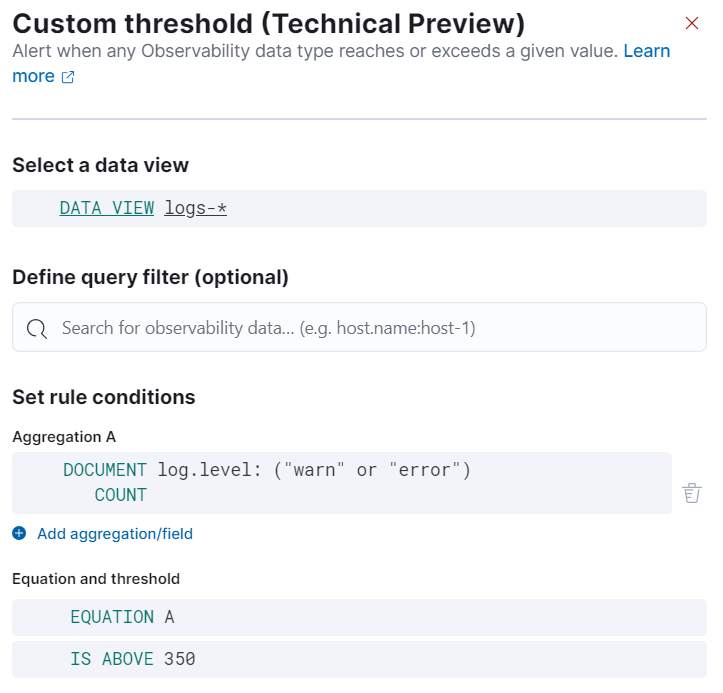 Custom threshold (Technical Preview)
Alert when any Observability data type reaches or exceeds a given value. Learn
more
Select a data view
DATA VIEW logs-*
Define query filter (optional)
Search for observability data... (e.g. host.name:host-1)
Set rule conditions
Aggregation A
DOCUMENT log.level: ("warn" or "error")
COUNT
Add aggregation/field
Equation and threshold
EQUATION A
IS ABOVE 350